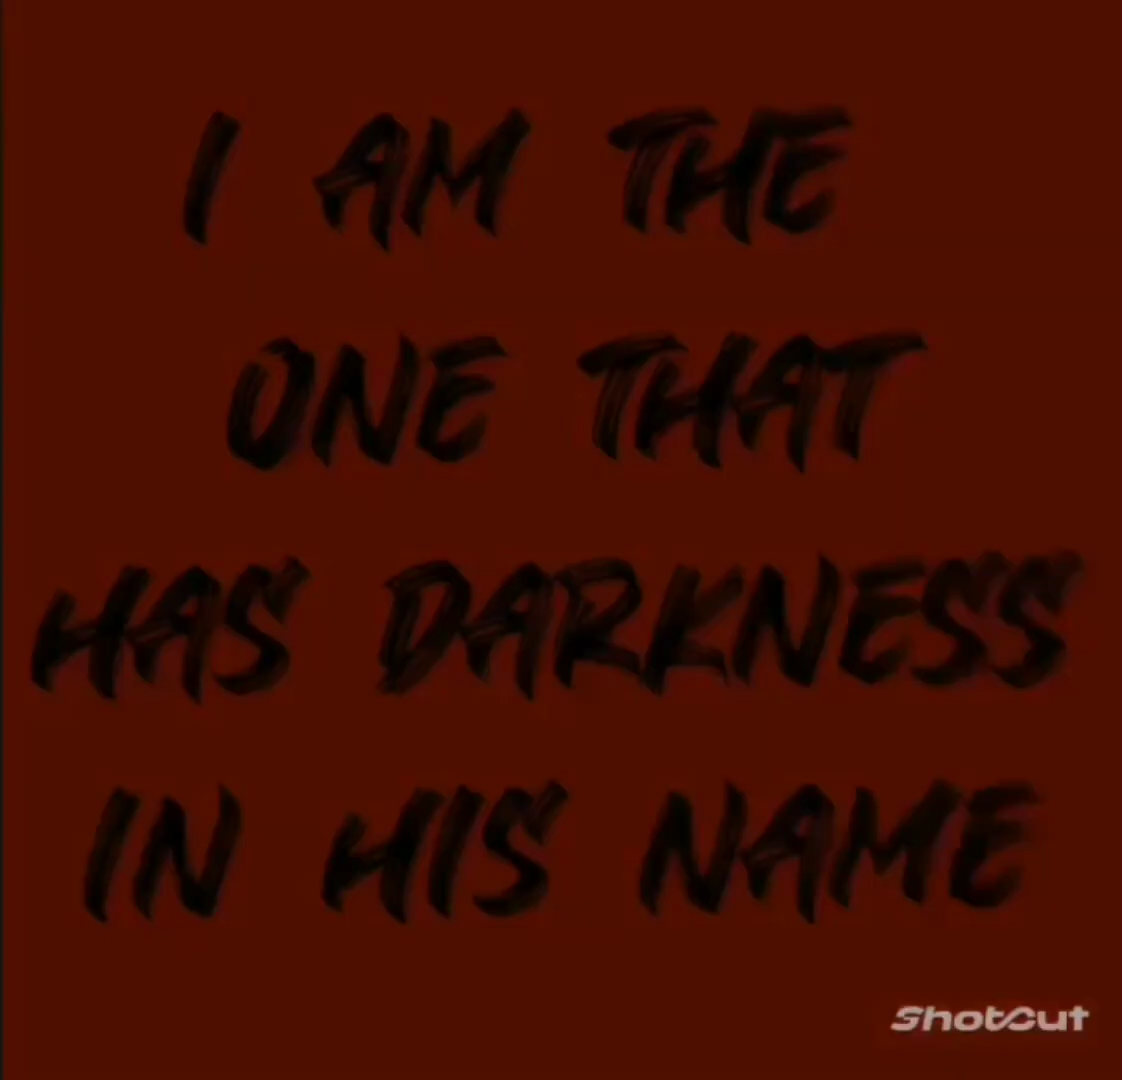 I AM THE
ONE THAT
HAS DARKNESS
IN HIS NAME
ShotCut